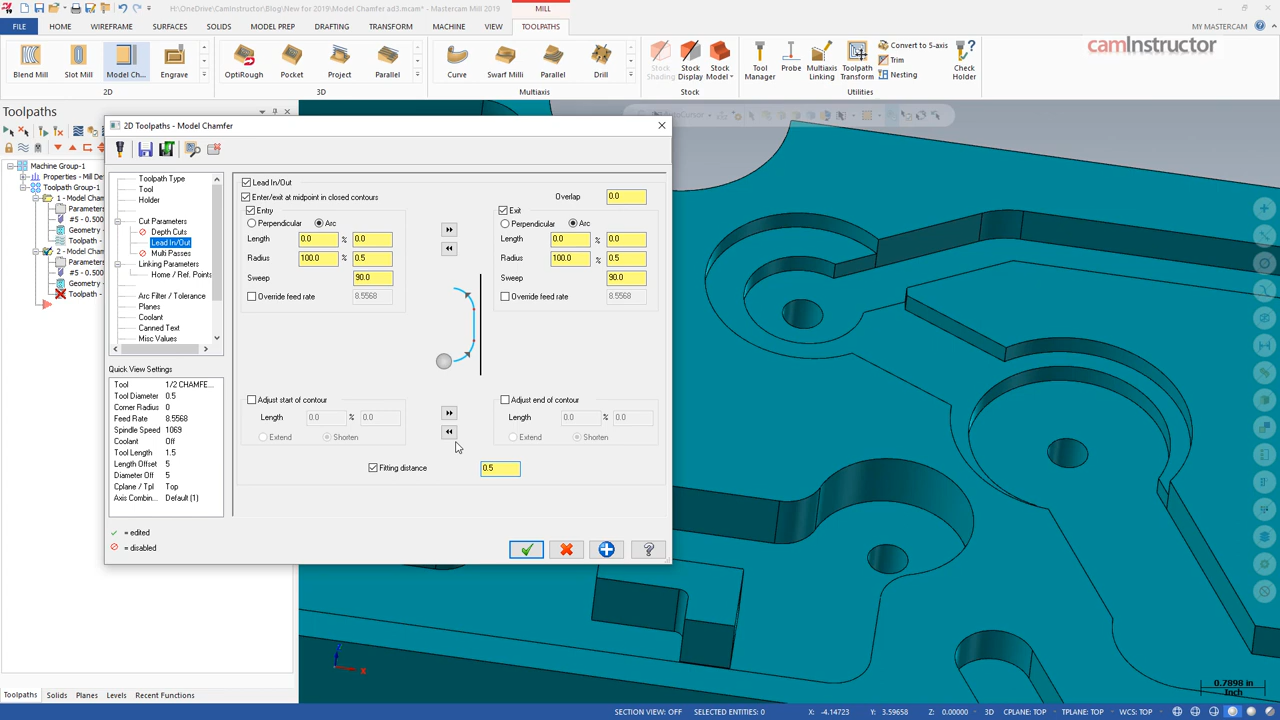 H:\OneDrive\CamInstructor\Blog\New for 2019\Model Chamfer ad3.mcam* - Mastercam Mill 2019
MILL
FILE HOME WIREFRAME SURFACES SOLIDS MODEL PREP DRAFTING TRANSFORM MACHINE VIEW TOOLPATHS
MY MASTERCAM
Blend Mill Slot Mill Model Ch... Engrave
OptiRough Pocket Project Parallel
Curve Swarf Milli Parallel Drill
Stock Shading Stock Display Stock Model
Tool Manager Probe Multiaxis Linking Toolpath Transform
Convert to 5-axis
Trim
Nesting
Check Holder
camInstructor
2D 3D Multiaxis Stock Utilities
Toolpaths
AutoCursor
Machine Group-1
Properties - Mill De
Toolpath Group-1
1 - Model Cham
Parameters
#5 - 0.500
Geometry -
Toolpath -
2 - Model Cham
Parameters
#5 - 0.500
Geometry -
Toolpath -
2D Toolpaths - Model Chamfer
Toolpath Type
Tool
Holder
Cut Parameters
Depth Cuts
Lead In/Out
Multi Passes
Linking Parameters
Home / Ref. Points
Arc Filter / Tolerance
Planes
Coolant
Canned Text
Misc Values
Quick View Settings
Tool 1/2 CHAMFE...
Tool Diameter 0.5
Corner Radius 0
Feed Rate 8.5568
Spindle Speed 1069
Coolant Off
Tool Length 1.5
Length Offset 5
Diameter Off 5
Cplane / Tpl Top
Axis Combin... Default (1)
= edited
= disabled
Lead In/Out
Enter/exit at midpoint in closed contours
Overlap 0.0
Entry
Perpendicular Arc
Length 0.0 % 0.0
Radius 100.0 % 0.5
Sweep 90.0
Override feed rate 8.5568
Exit
Perpendicular Arc
Length 0.0 % 0.0
Radius 100.0 % 0.5
Sweep 90.0
Override feed rate 8.5568
Adjust start of contour
Length 0.0 % 0.0
Extend Shorten
Adjust end of contour
Length 0.0 % 0.0
Extend Shorten
Fitting distance 0.5
X
0.7898 in
Inch
Toolpaths Solids Planes Levels Recent Functions
SECTION VIEW: OFF SELECTED ENTITIES: 0 X: -4.14723 Y: 3.59658 Z: 0.00000 3D CPLANE: TOP TPLANE: TOP WCS: TOP